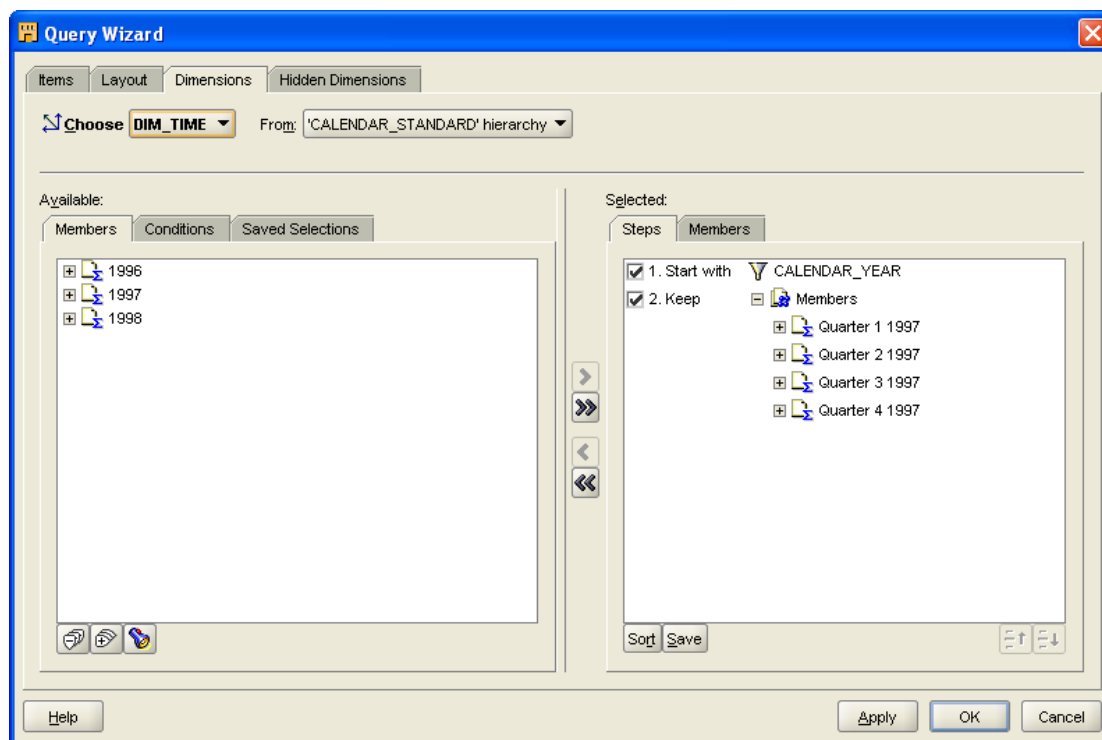 Query Wizard
Items Layout Dimensions Hidden Dimensions
Choose DIM_TIME From: 'CALENDAR_STANDARD' hierarchy
Available:
Members Conditions Saved Selections
1996
1997
1998
Selected:
Steps Members
1. Start with CALENDAR_YEAR
2. Keep Members
Quarter 1 1997
Quarter 2 1997
Quarter 3 1997
Quarter 4 1997
Sort Save
Help Apply OK Cancel